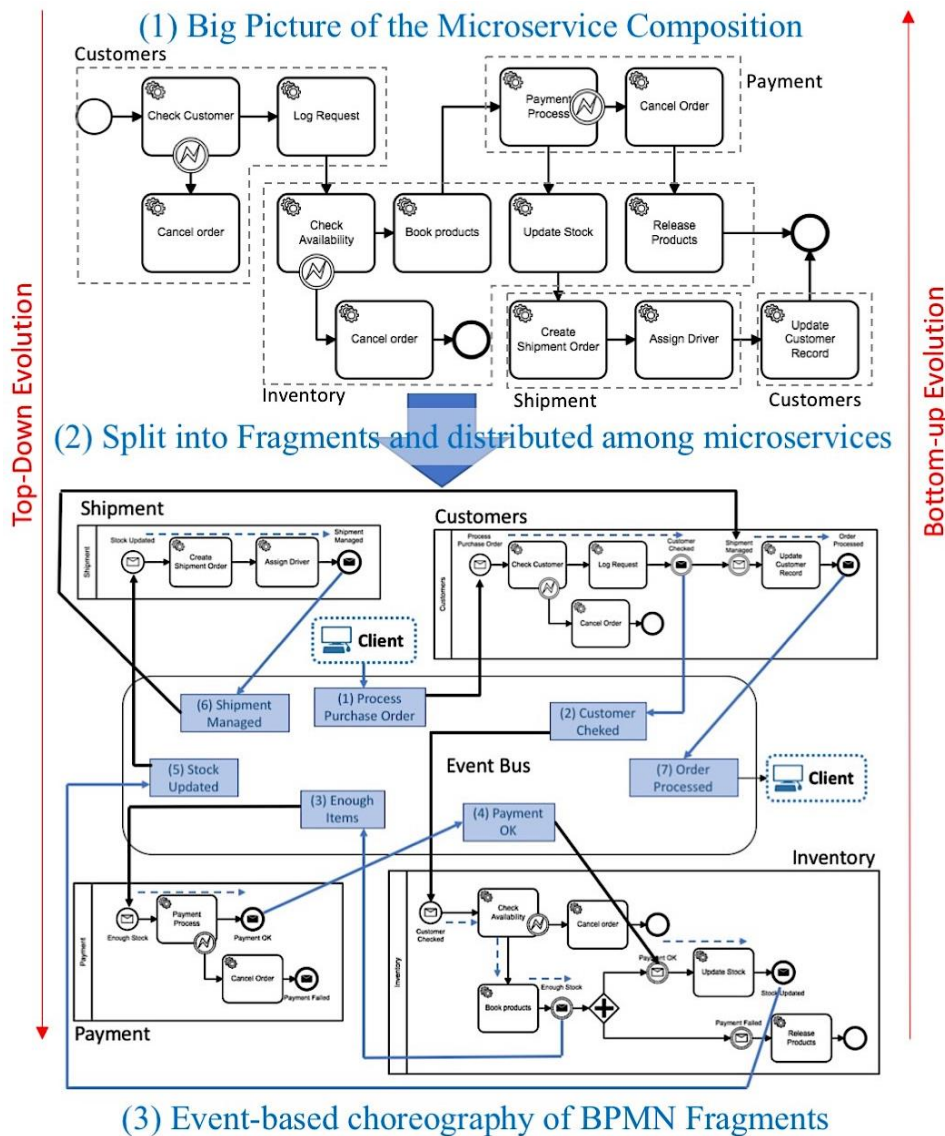 (1) Big Picture of the Microservice Composition
Customers
Payment
Check Customer
Log Request
Payment
Process
Cancel Order
Cancel order
Check
Availability
Book products
Update Stock
Release
Products
Cancel order
Create
Shipment Order
Assign Driver
Update
Customer
Record
Inventory
Shipment
Customers
Top-Down Evolution
Bottom-up Evolution
(2) Split into Fragments and distributed among microservices
Shipment
Shipment
Stock Updated
Create
Shipment Order
Assign Driver
Shipment
Managed
Customers
Customers
Process
Purchase Order
Check Customer
Log Request
Customer
Checked
Shipment
Managed
Update
Customer
Record
Order
Processed
Cancel Order
Client
(6) Shipment
Managed
(1) Process
Purchase Order
(2) Customer
Cheked
Event Bus
(5) Stock
Updated
(3) Enough
Items
(4) Payment
OK
(7) Order
Processed
Client
Payment
Enough Stock
Payment
Process
Payment OK
Cancel Order
Payment Failed
Payment
Inventory
Inventory
Customer
Checked
Check
Availability
Cancel order
Book products
Enough Stock
Payment OK
Update Stock
Stock Updated
Payment Failed
Release
Products
(3) Event-based choreography of BPMN Fragments